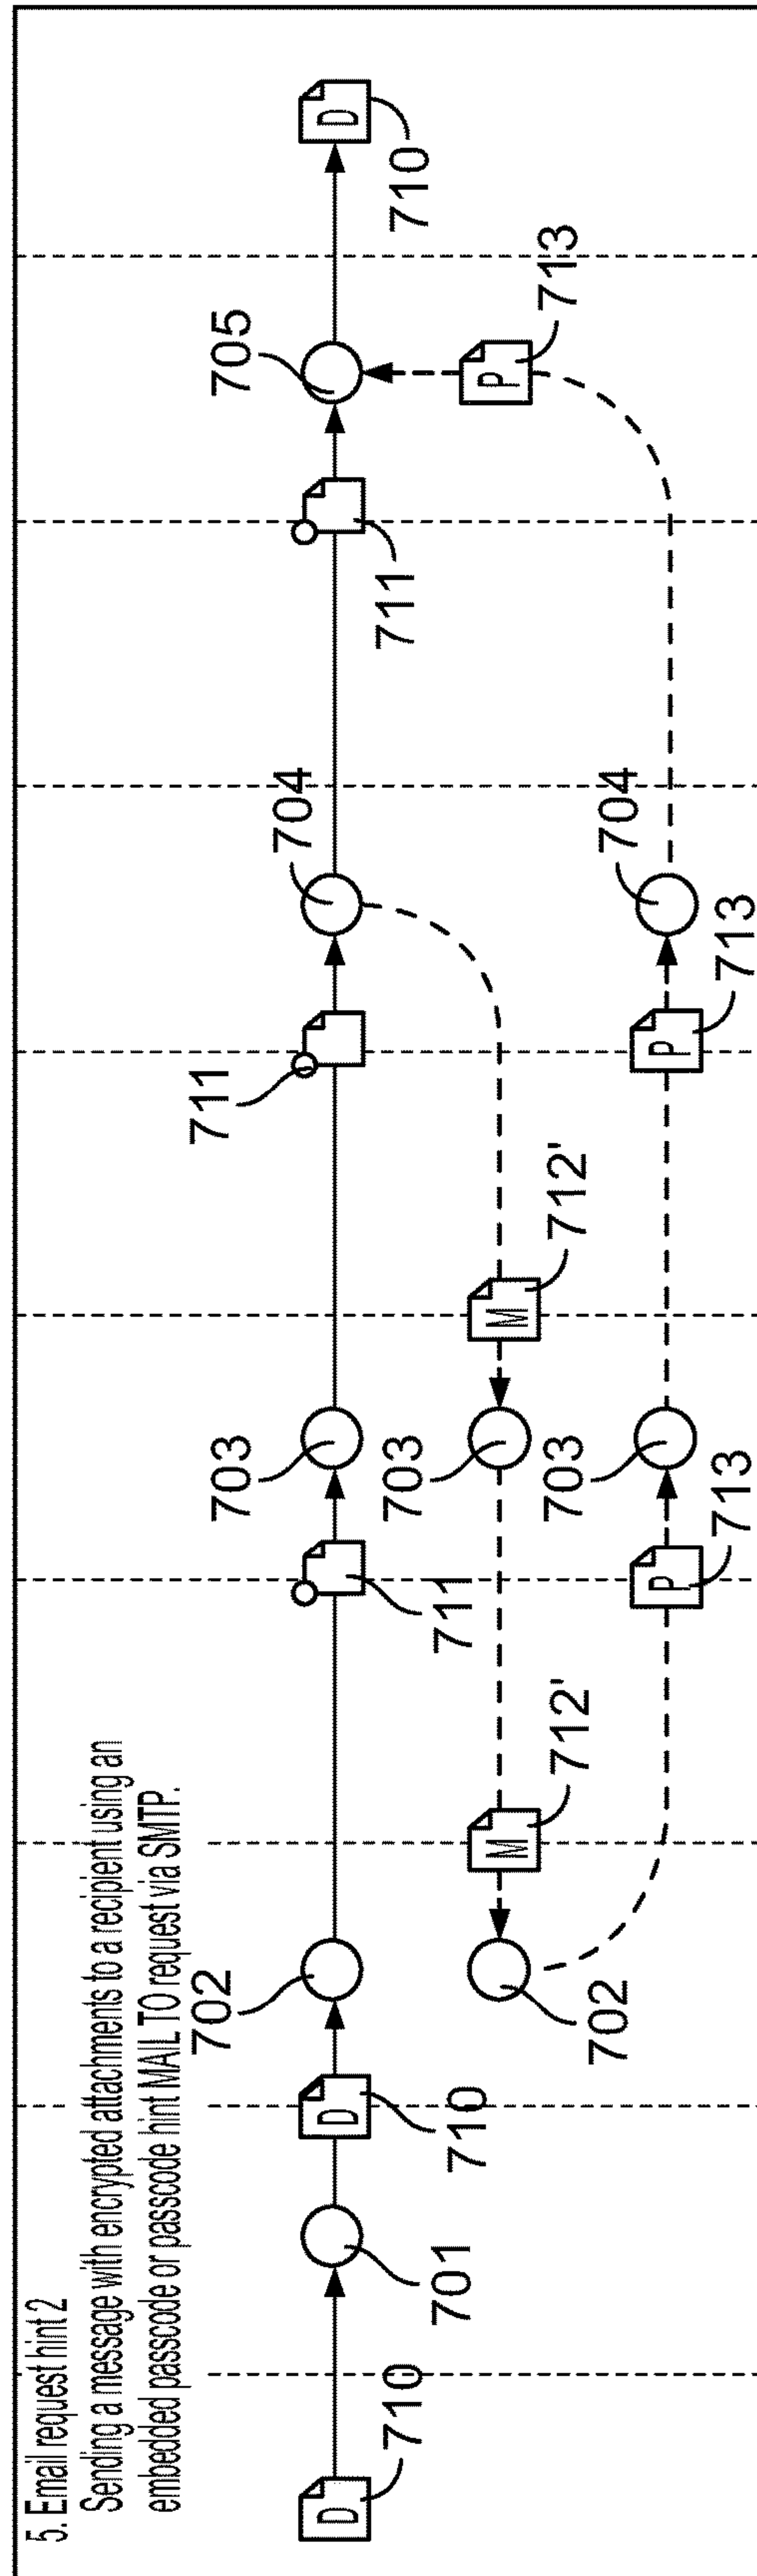 5. Email request hint 2
Sending a message with encrypted attachments to a recipient using an
embedded passcode or passcode hint MAIL TO request via SMTP.
D
710
701
D
710
702
711
703
711
704
711
705
D
710
702
M
712'
703
M
712'
P
713
703
P
713
704
P
713